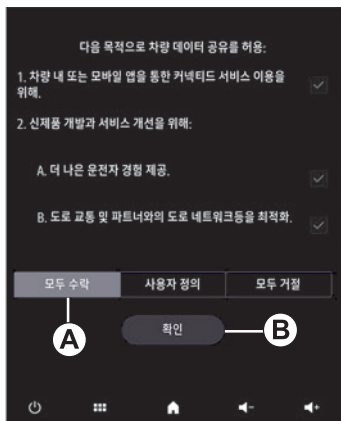 다음 목적으로 차량 데이터 공유를 허용:
1. 차량 내 또는 모바일 앱을 통한 커넥티드 서비스 이용을
위해.
2. 신제품 개발과 서비스 개선을 위해:
A. 더 나은 운전자 경험 제공.
B. 도로 교통 및 파트너와의 도로 네트워크등을 최적화.
모두 수락 사용자 정의 모두 거절
A
확인
B